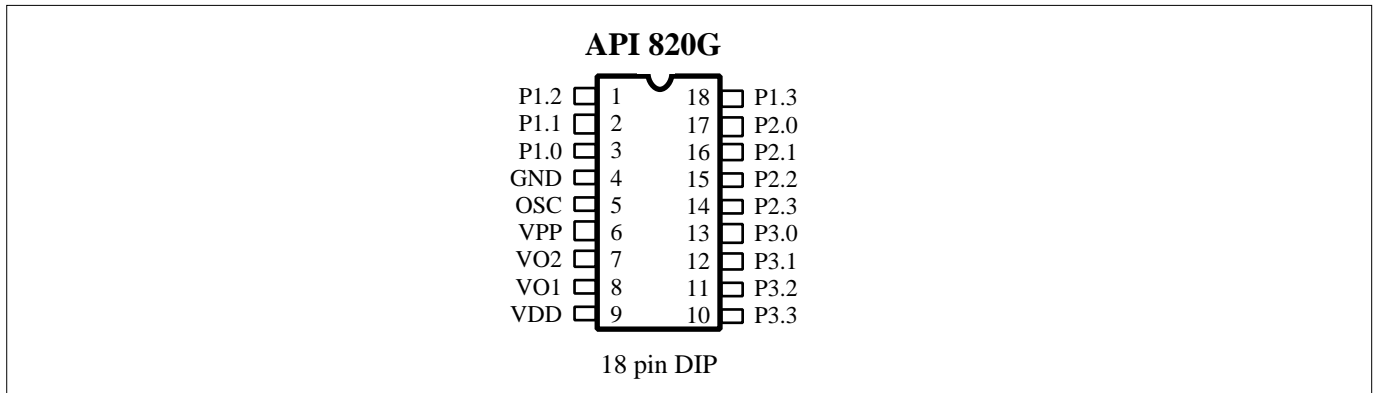 API 820G
P1.2 1 18 P1.3
P1.1 2 17 P2.0
P1.0 3 16 P2.1
GND 4 15 P2.2
OSC 5 14 P2.3
VPP 6 13 P3.0
VO2 7 12 P3.1
VO1 8 11 P3.2
VDD 9 10 P3.3
18 pin DIP